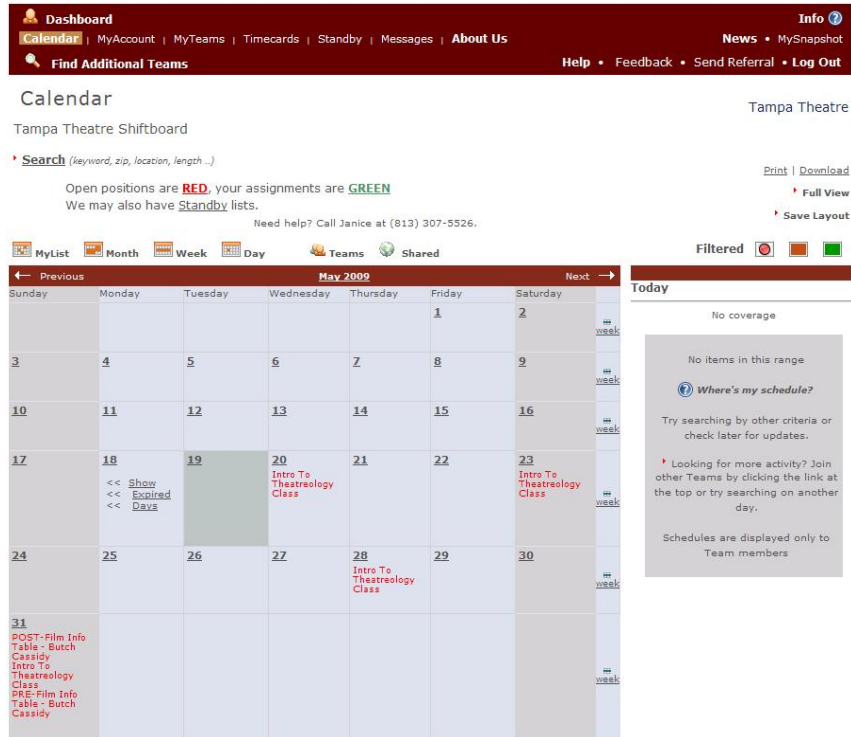 Dashboard
Info
Calendar | MyAccount | MyTeams | Timecards | Standby | Messages | About Us
News • MySnapshot
Find Additional Teams
Help • Feedback • Send Referral • Log Out
Calendar
Tampa Theatre
Tampa Theatre Shiftboard
Search (keyword, zip, location, length ..)
Print | Download
Open positions are RED, your assignments are GREEN
Full View
We may also have Standby lists.
Save Layout
Need help? Call Janice at (813) 307-5526.
MyList Month Week Day Teams Shared
Filtered
← Previous May 2009 Next →
Sunday Monday Tuesday Wednesday Thursday Friday Saturday
1 2
week
3 4 5 6 7 8 9
week
10 11 12 13 14 15 16
week
17 18 19 20 21 22 23
<< Show
<< Expired
<< Days
Intro To
Theatreology
Class
Intro To
Theatreology
Class
week
24 25 26 27 28 29 30
Intro To
Theatreology
Class
week
31
POST-Film Info
Table - Butch
Cassidy
Intro To
Theatreology
Class
PRE-Film Info
Table - Butch
Cassidy
week
Today
No coverage
No items in this range
? Where's my schedule?
Try searching by other criteria or
check later for updates.
Looking for more activity? Join
other Teams by clicking the link at
the top or try searching on another
day.
Schedules are displayed only to
Team members